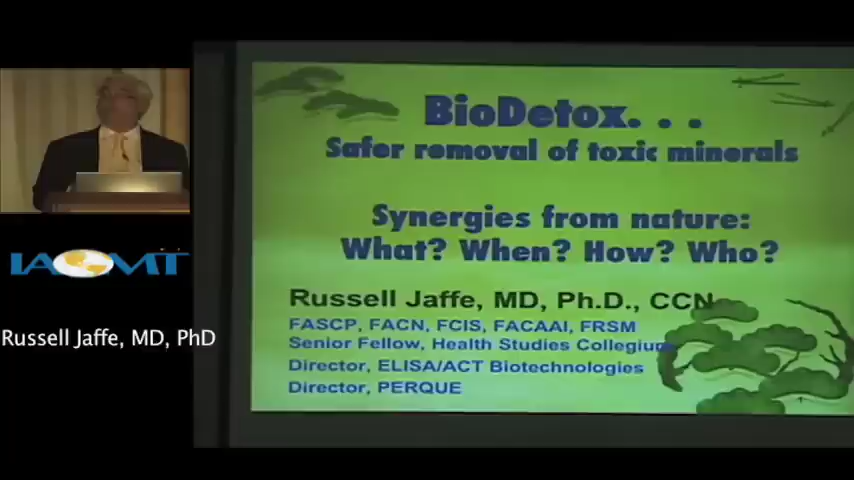 BioDetox. . .
Safer removal of toxic minerals
Synergies from nature:
What? When? How? Who?
Russell Jaffe, MD, Ph.D., CCN
FASCP, FACN, FCIS, FACAAI, FRSM
Senior Fellow, Health Studies Collegium
Director, ELISA/ACT Biotechnologies
Director, PERQUE
IAOMT
Russell Jaffe, MD, PhD